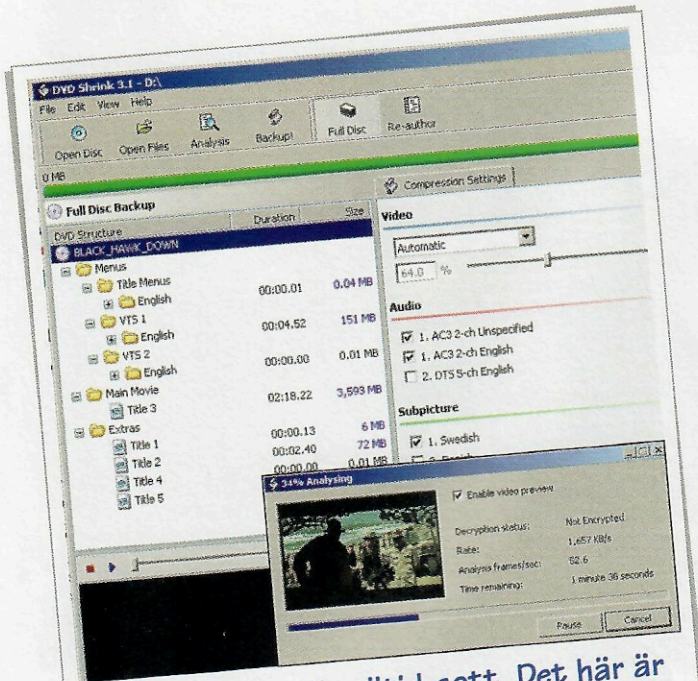 DVD Shrink 3.1 - D:\
File Edit View Help
Open Disc Open Files Analysis Backup! Full Disc Re-author
0 MB
Full Disc Backup
Compression Settings
DVD Structure Duration Size
BLACK_HAWK_DOWN
Menus
Title Menus 00:00.01 0.04 MB
English
VTS 1 00:04.52 151 MB
English
VTS 2 00:00.00 0.01 MB
English
Main Movie
Title 3 02:18.22 3,593 MB
Extras
Title 1 00:00.13 6 MB
Title 2 00:02.40 72 MB
Title 4 00:00.00 0.01 MB
Title 5
Video
Automatic
64.0 %
Audio
1. AC3 2-ch Unspecified
1. AC3 2-ch English
2. DTS 5-ch English
Subpicture
1. Swedish
34% Analysing
Enable video preview
Decryption status: Not Encrypted
Rate: 1,657 KB/s
Analysis frames/sec: 52.6
Time remaining: 1 minute 38 seconds
Pause Cancel
sett. Det här är